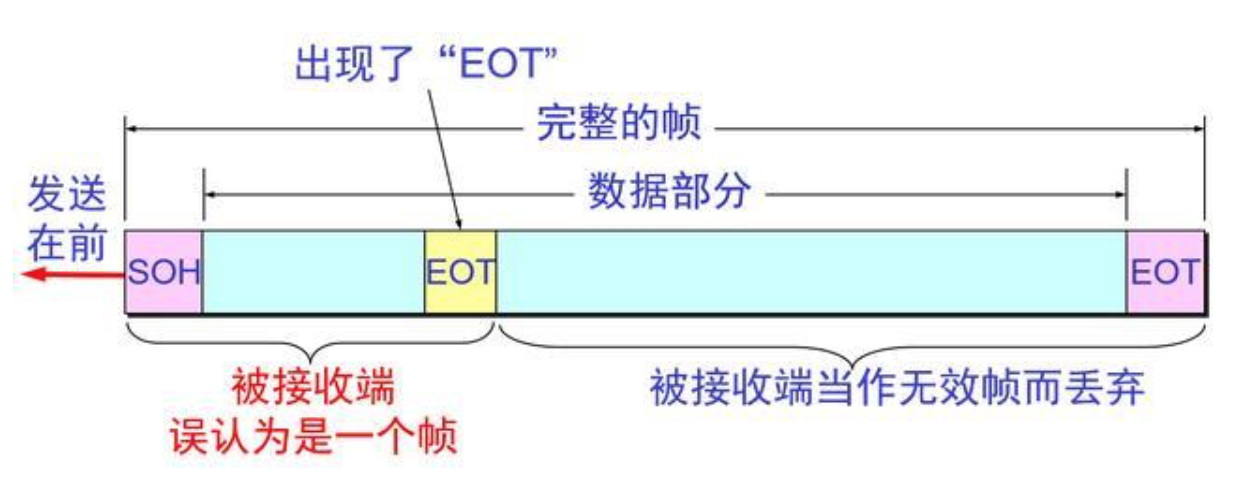 出现了“EOT”
完整的帧
数据部分
发送
在前
SOH
EOT
EOT
被接收端
误认为是一个帧
被接收端当作无效帧而丢弃